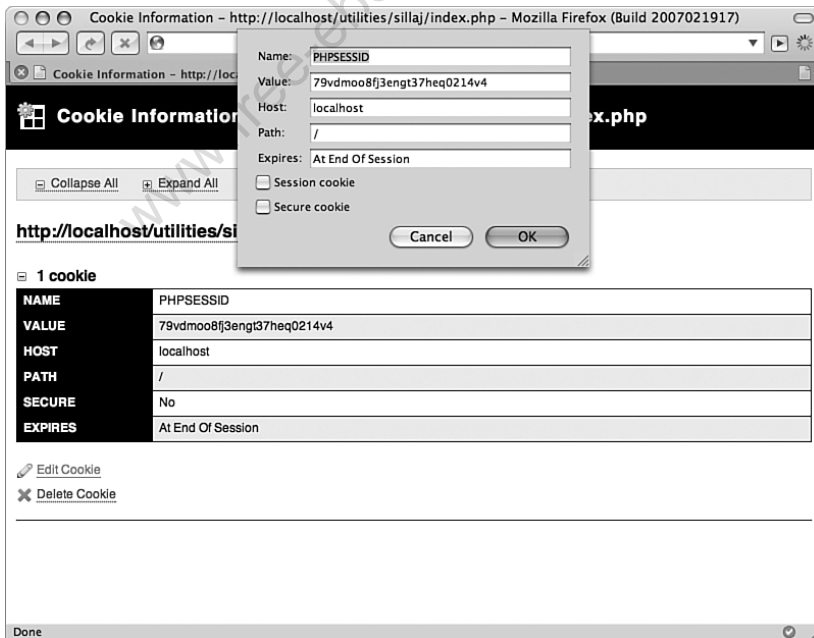 Cookie Information – http://localhost/utilities/sillaj/index.php – Mozilla Firefox (Build 2007021917)
Cookie Information – http://loca
Name: PHPSESSID
Value: 79vdmoo8fj3engt37heq0214v4
Host: localhost
Path: /
Expires: At End Of Session
Session cookie
Secure cookie
Cancel OK
Cookie Information
ex.php
Collapse All Expand All
http://localhost/utilities/si
1 cookie
NAME PHPSESSID
VALUE 79vdmoo8fj3engt37heq0214v4
HOST localhost
PATH /
SECURE No
EXPIRES At End Of Session
Edit Cookie
Delete Cookie
Done